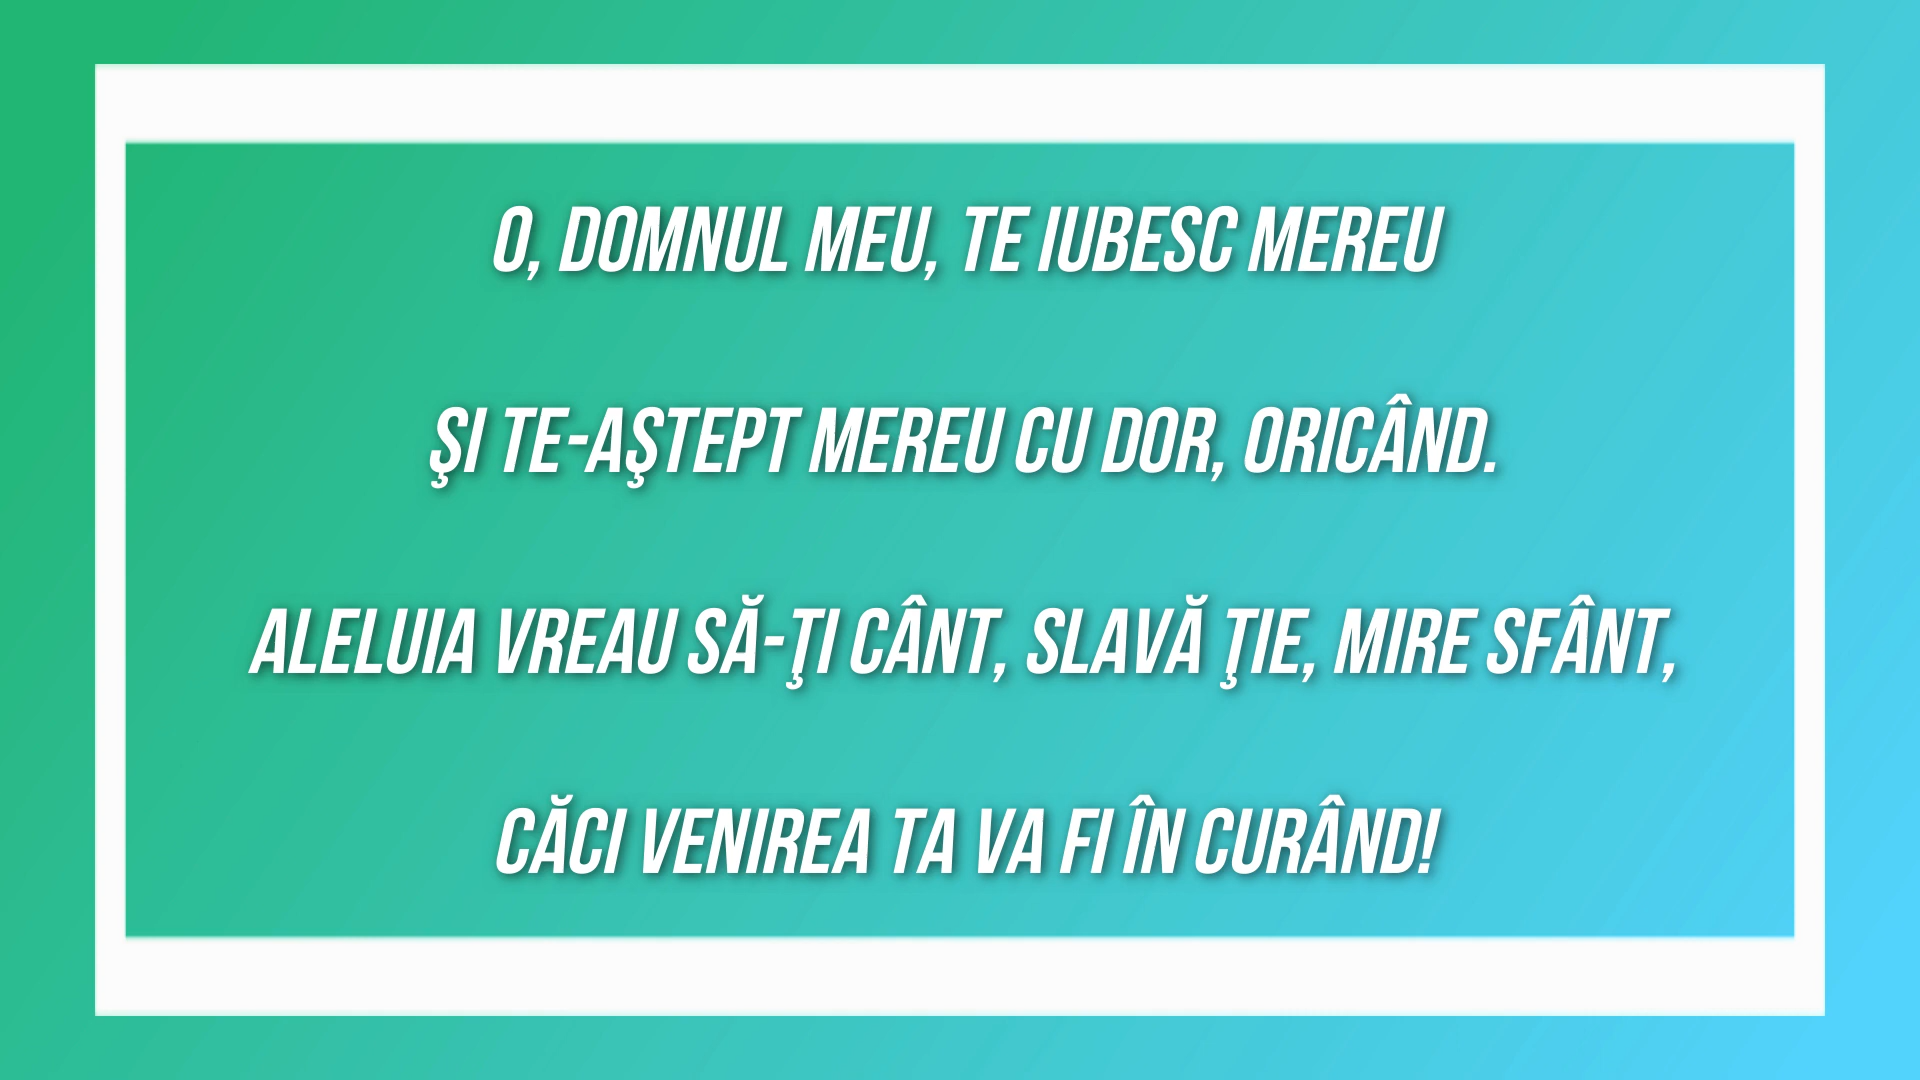 O, DOMNUL MEU, TE IUBESC MEREU
ŞI TE-AŞTEPT MEREU CU DOR, ORICÂND.
ALELUIA VREAU SĂ-ŢI CÂNT, SLAVĂ ŢIE, MIRE SFÂNT,
CĂCI VENIREA TA VA FI ÎN CURÂND!